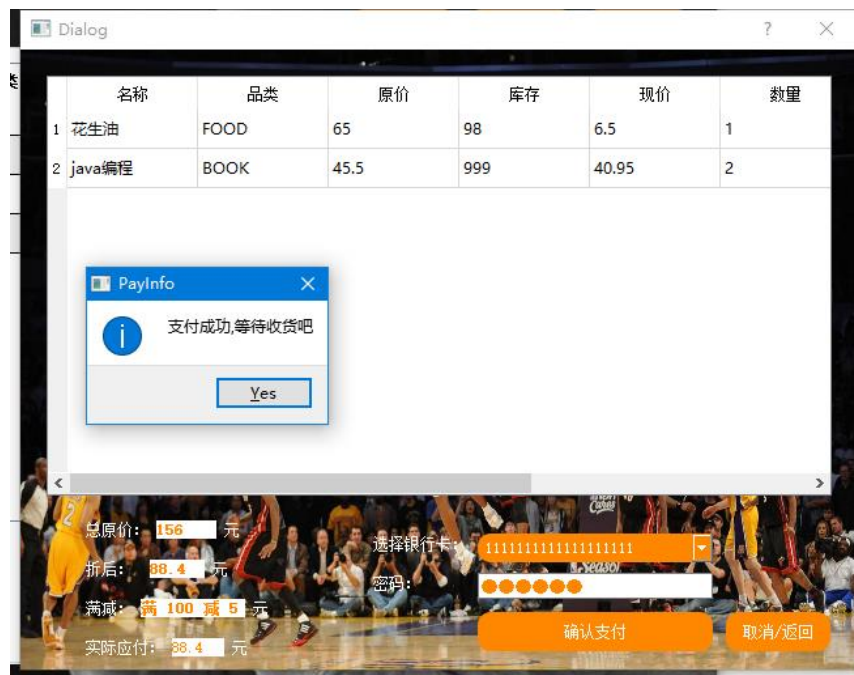 Dialog
类
名称 品类 原价 库存 现价 数量
1 花生油 FOOD 65 98 6.5 1
2 java编程 BOOK 45.5 999 40.95 2
PayInfo
支付成功,等待收货吧
Yes
总原价: 156 元
折后: 88.4 元
满减: 满 100 减 5 元
实际应付: 88.4 元
选择银行卡: 1111111111111111111
密码:
确认支付 取消/返回